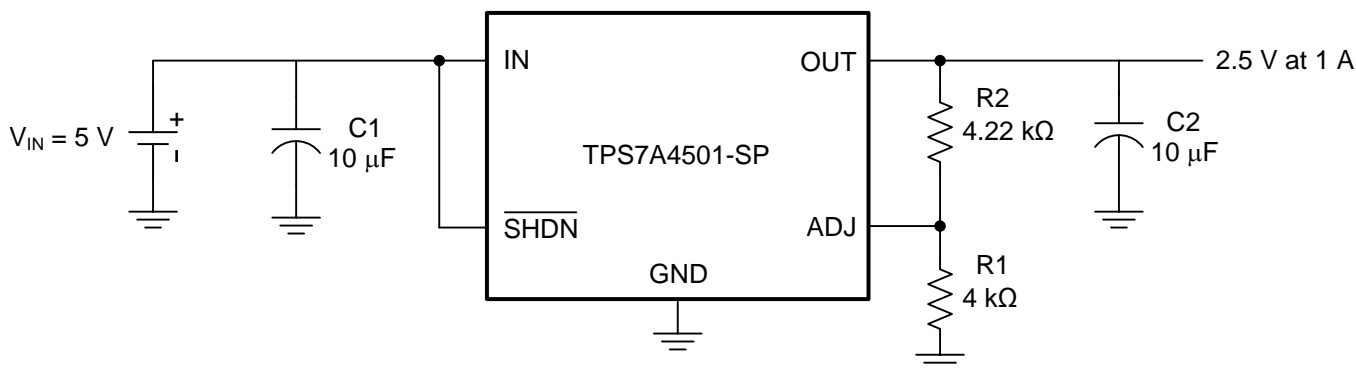 IN
OUT
2.5 V at 1 A
R2
4.22 kΩ
C2
10 μF
VIN = 5 V
+
C1
10 μF
TPS7A4501-SP
SHDN
ADJ
GND
R1
4 kΩ